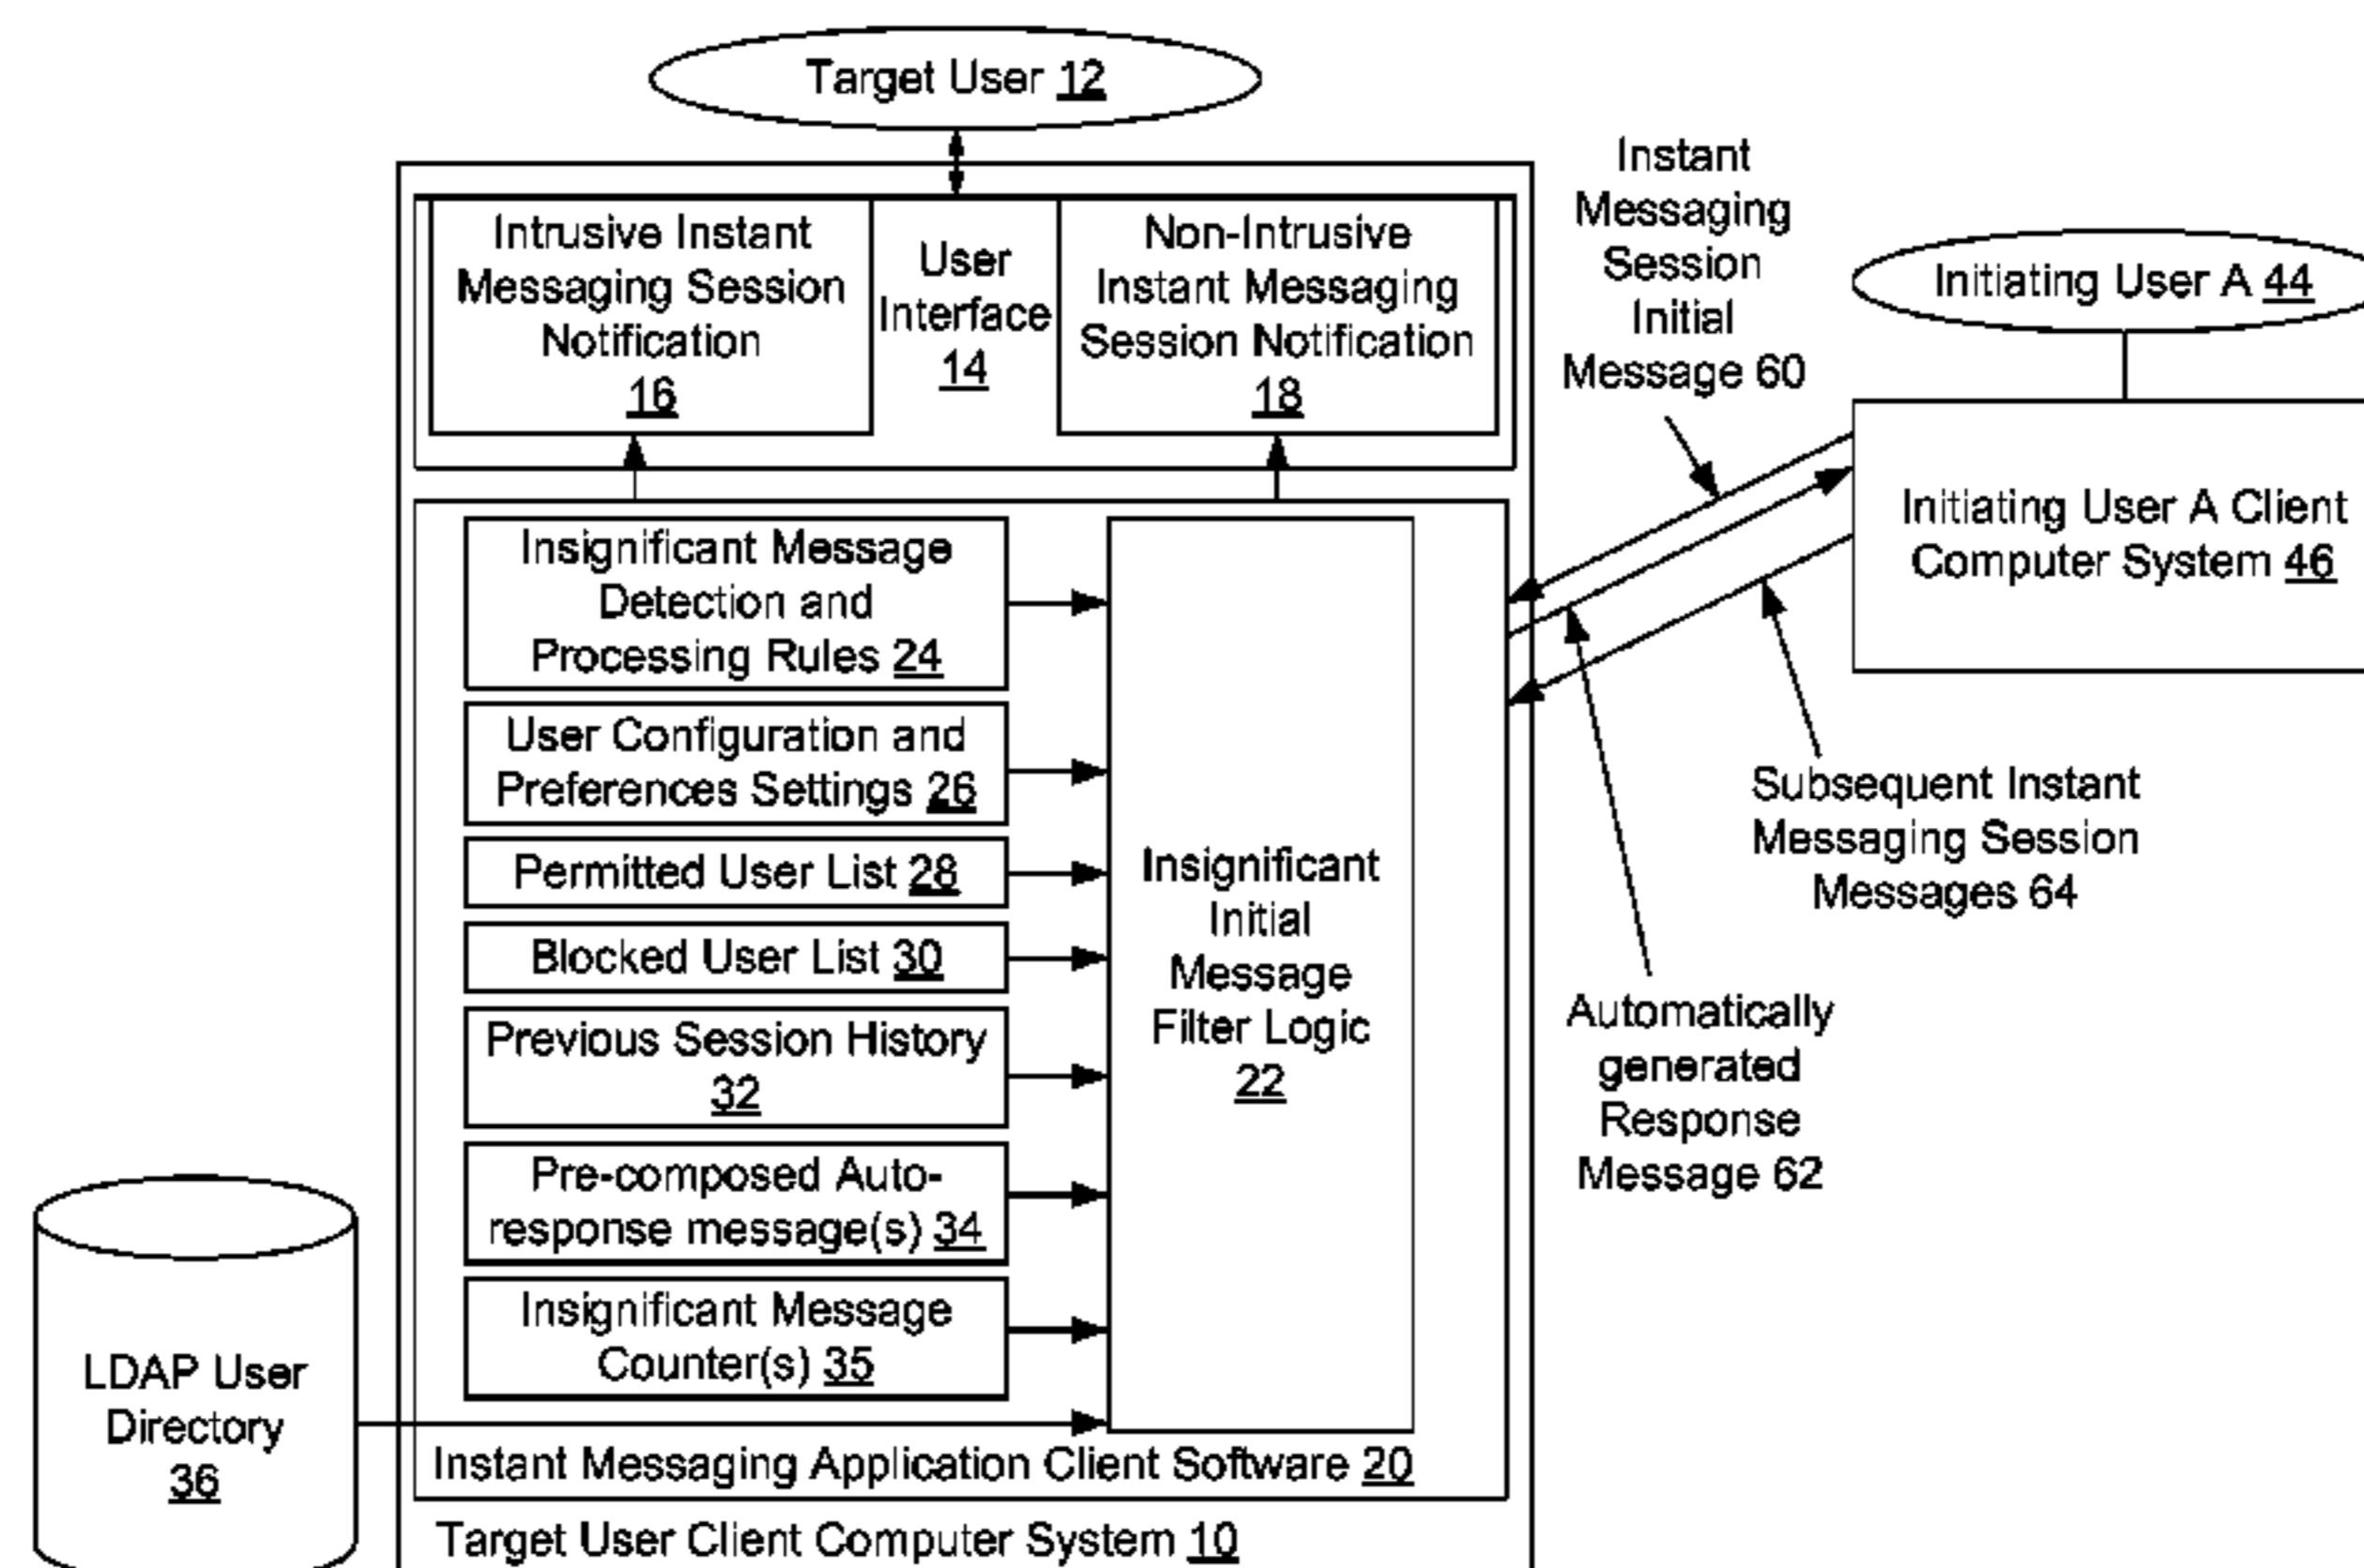 Target User 12
Intrusive Instant
Messaging Session
Notification
16
User
Interface
14
Non-Intrusive
Instant Messaging
Session Notification
18
Instant
Messaging
Session
Initial
Message 60
Initiating User A 44
Initiating User A Client
Computer System 46
Insignificant Message
Detection and
Processing Rules 24
User Configuration and
Preferences Settings 26
Permitted User List 28
Blocked User List 30
Previous Session History
32
Pre-composed Auto-
response message(s) 34
Insignificant Message
Counter(s) 35
Insignificant
Initial
Message
Filter Logic
22
Subsequent Instant
Messaging Session
Messages 64
Automatically
generated
Response
Message 62
LDAP User
Directory
36
Instant Messaging Application Client Software 20
Target User Client Computer System 10